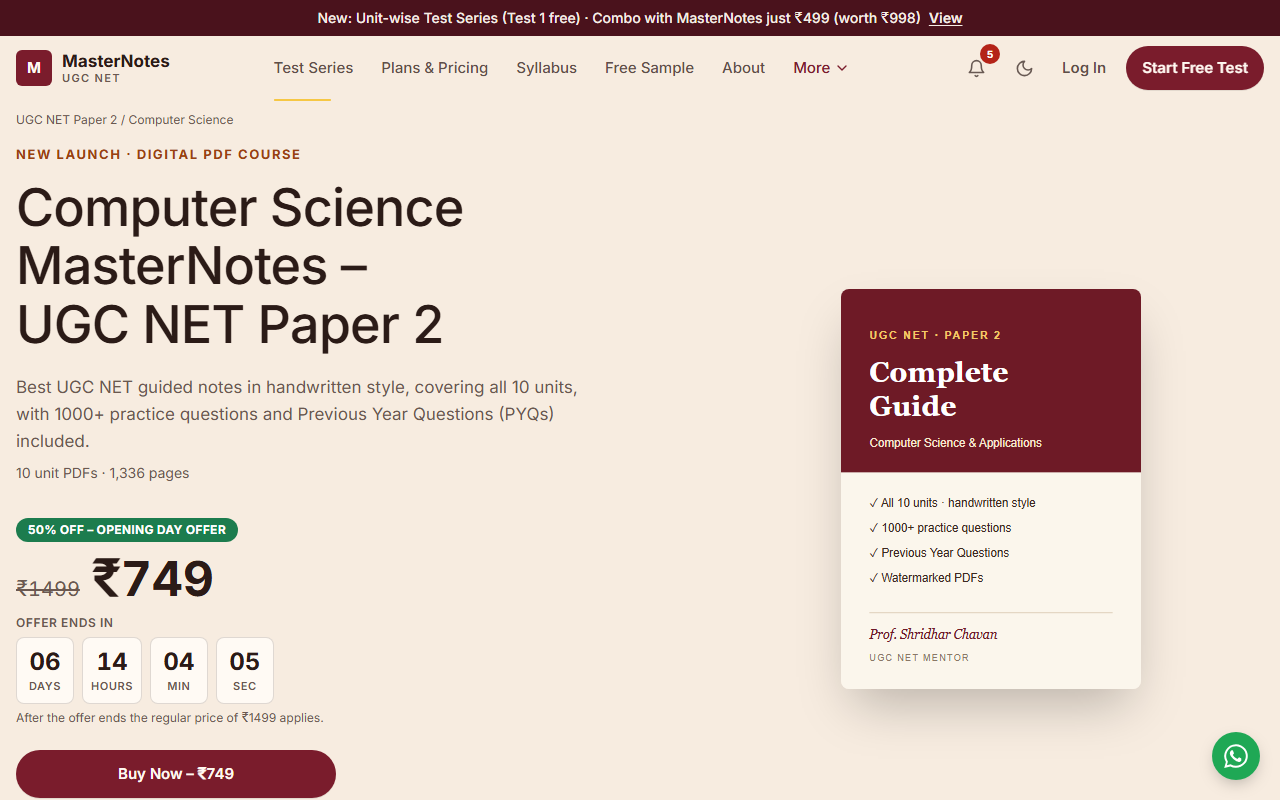 New: Unit-wise Test Series (Test 1 free) · Combo with MasterNotes just ₹499 (worth ₹998) View
M
MasterNotes
UGC NET
Test Series
Plans & Pricing
Syllabus
Free Sample
About
More
5
Log In
Start Free Test
UGC NET Paper 2 / Computer Science
NEW LAUNCH · DIGITAL PDF COURSE
Computer Science
MasterNotes –
UGC NET Paper 2
Best UGC NET guided notes in handwritten style, covering all 10 units,
with 1000+ practice questions and Previous Year Questions (PYQs)
included.
10 unit PDFs · 1,336 pages
50% OFF – OPENING DAY OFFER
₹1499 ₹749
OFFER ENDS IN
06 14 04 05
DAYS HOURS MIN SEC
After the offer ends the regular price of ₹1499 applies.
Buy Now – ₹749
UGC NET · PAPER 2
Complete
Guide
Computer Science & Applications
✓ All 10 units · handwritten style
✓ 1000+ practice questions
✓ Previous Year Questions
✓ Watermarked PDFs
Prof. Shridhar Chavan
UGC NET MENTOR